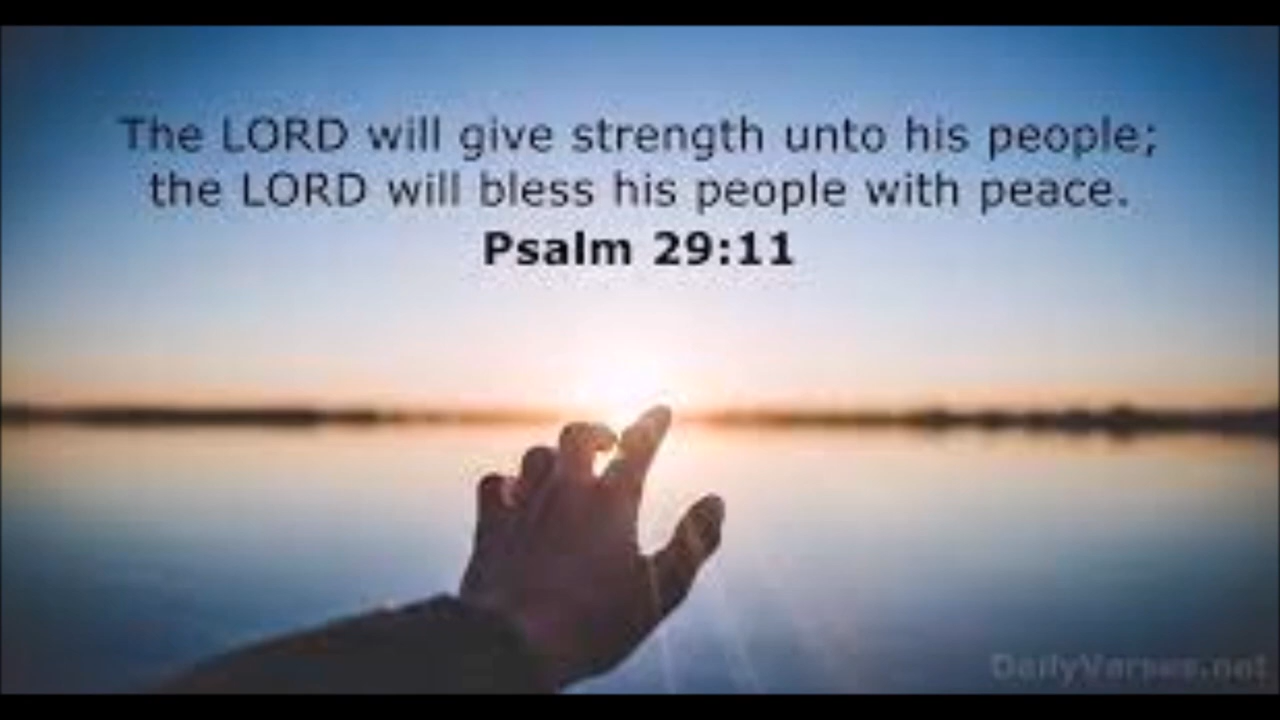 The LORD will give strength unto his people;
the LORD will bless his people with peace.
Psalm 29:11
DailyVerses.net